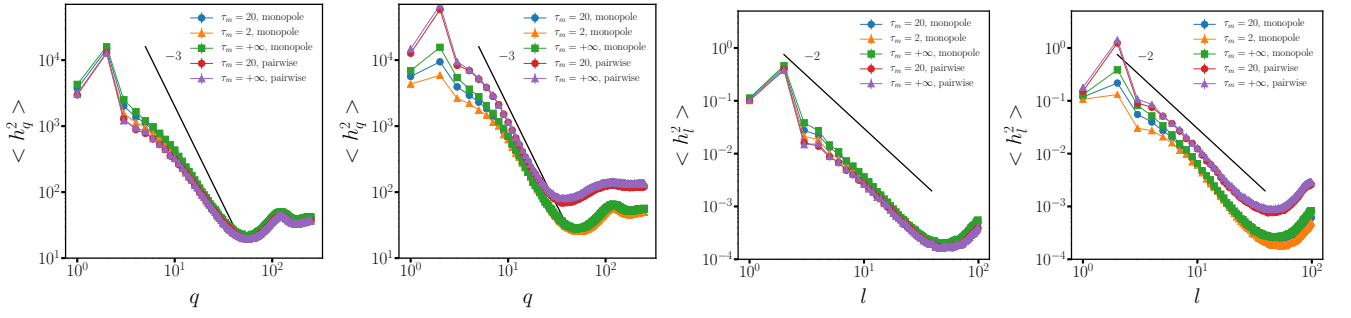 < h_q^2 >
10^4
10^3
10^2
10^1
10^0
10^1
10^2
q
−3
τ_m = 20, monopole
τ_m = 2, monopole
τ_m = +∞, monopole
τ_m = 20, pairwise
τ_m = +∞, pairwise
< h_q^2 >
10^4
10^3
10^2
10^1
10^0
10^1
10^2
q
−3
τ_m = 20, monopole
τ_m = 2, monopole
τ_m = +∞, monopole
τ_m = 20, pairwise
τ_m = +∞, pairwise
< h_l^2 >
10^0
10^−1
10^−2
10^−3
10^−4
10^0
10^1
10^2
l
−2
τ_m = 20, monopole
τ_m = 2, monopole
τ_m = +∞, monopole
τ_m = 20, pairwise
τ_m = +∞, pairwise
< h_l^2 >
10^0
10^−1
10^−2
10^−3
10^−4
10^0
10^1
10^2
l
−2
τ_m = 20, monopole
τ_m = 2, monopole
τ_m = +∞, monopole
τ_m = 20, pairwise
τ_m = +∞, pairwise